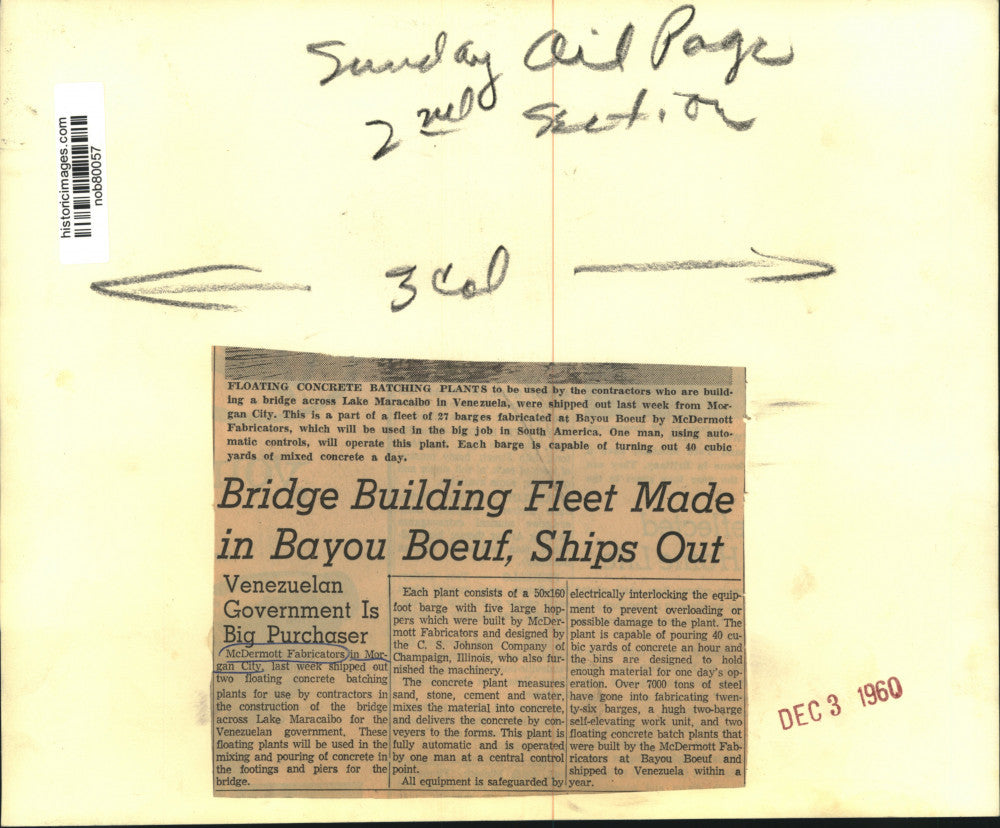 Sunday Oil Page
2nd Section
historicimages.com
nob80057
3 Col
FLOATING CONCRETE BATCHING PLANTS to be used by the contractors who are build-
ing a bridge across Lake Maracaibo in Venezuela, were shipped out last week from Mor-
gan City. This is a part of a fleet of 27 barges fabricated at Bayou Boeuf by McDermott
Fabricators, which will be used in the big job in South America. One man, using auto-
matic controls, will operate this plant. Each barge is capable of turning out 40 cubic
yards of mixed concrete a day.
Bridge Building Fleet Made
in Bayou Boeuf, Ships Out
Venezuelan
Government Is
Big Purchaser
McDermott Fabricators in Mor-
gan City, last week shipped out
two floating concrete batching
plants for use by contractors in
the construction of the bridge
across Lake Maracaibo for the
Venezuelan government. These
floating plants will be used in the
mixing and pouring of concrete in
the footings and piers for the
bridge.
Each plant consists of a 50x160
foot barge with five large hop-
pers which were built by McDer-
mott Fabricators and designed by
the C. S. Johnson Company of
Champaign, Illinois, who also fur-
nished the machinery.
The concrete plant measures
sand, stone, cement and water,
mixes the material into concrete,
and delivers the concrete by con-
veyers to the forms. This plant is
fully automatic and is operated
by one man at a central control
point.
All equipment is safeguarded by
electrically interlocking the equip-
ment to prevent overloading or
possible damage to the plant. The
plant is capable of pouring 40 cu-
bic yards of concrete an hour and
the bins are designed to hold
enough material for one day's op-
eration. Over 7000 tons of steel
have gone into fabricating twen-
ty-six barges, a hugh two-barge
self-elevating work unit, and two
floating concrete batch plants that
were built by the McDermott Fab-
ricators at Bayou Boeuf and
shipped to Venezuela within a
year.
DEC 3 1960